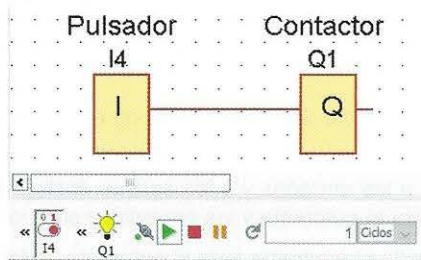 Pulsador Contactor
I4 Q1
I Q
0 1
I4 Q1 1 Ciclos